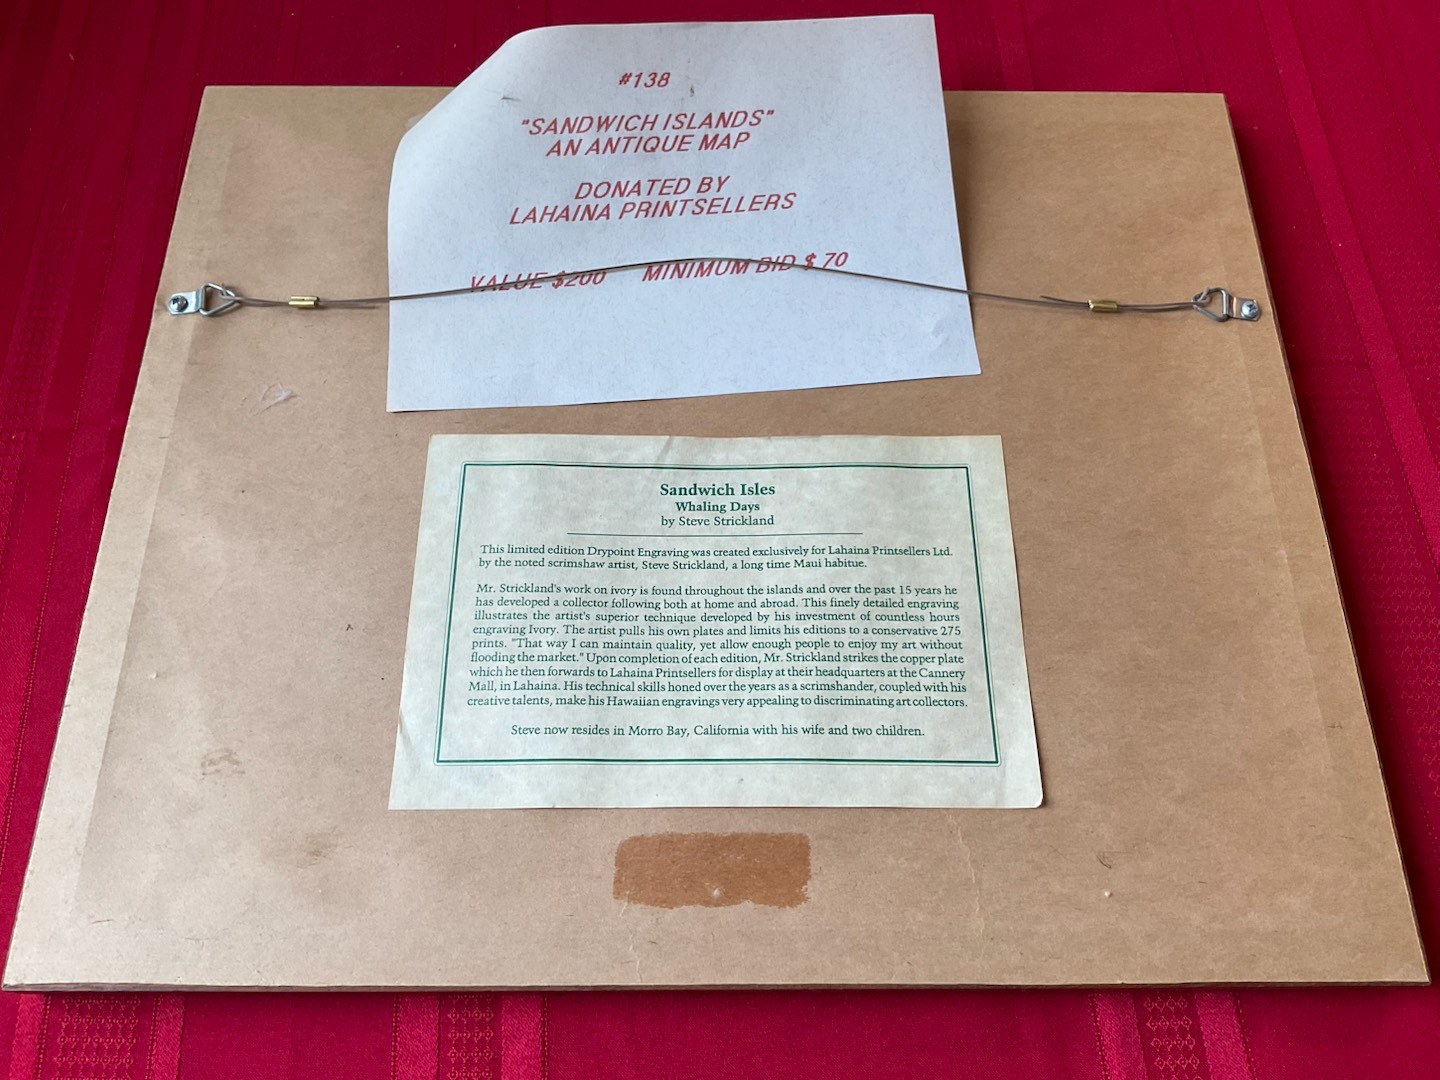 #138
"SANDWICH ISLANDS"
AN ANTIQUE MAP
DONATED BY
LAHAINA PRINTSELLERS
VALUE $200 MINIMUM BID $ 70
Sandwich Isles
Whaling Days
by Steve Strickland
This limited edition Drypoint Engraving was created exclusively for Lahaina Printsellers Ltd.
by the noted scrimshaw artist, Steve Strickland, a long time Maui habitue.
Mr. Strickland's work on ivory is found throughout the islands and over the past 15 years he
has developed a collector following both at home and abroad. This finely detailed engraving
illustrates the artist's superior technique developed by his investment of countless hours
engraving Ivory. The artist pulls his own plates and limits his editions to a conservative 275
prints. "That way I can maintain quality, yet allow enough people to enjoy my art without
flooding the market." Upon completion of each edition, Mr. Strickland strikes the copper plate
which he then forwards to Lahaina Printsellers for display at their headquarters at the Cannery
Mall, in Lahaina. His technical skills honed over the years as a scrimshander, coupled with his
creative talents, make his Hawaiian engravings very appealing to discriminating art collectors.
Steve now resides in Morro Bay, California with his wife and two children.